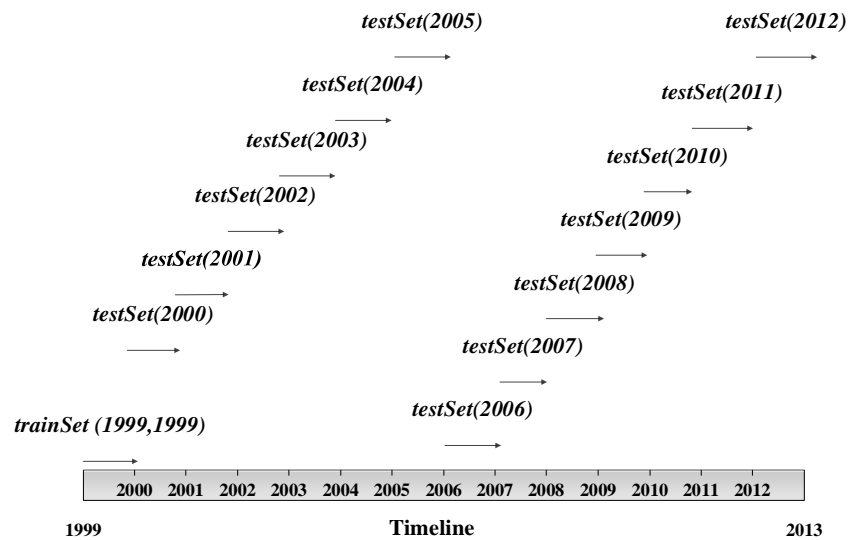 testSet(2005)
testSet(2012)
testSet(2004)
testSet(2011)
testSet(2003)
testSet(2010)
testSet(2002)
testSet(2009)
testSet(2001)
testSet(2008)
testSet(2000)
testSet(2007)
testSet(2006)
trainSet (1999,1999)
2000 2001 2002 2003 2004 2005 2006 2007 2008 2009 2010 2011 2012
1999 Timeline 2013